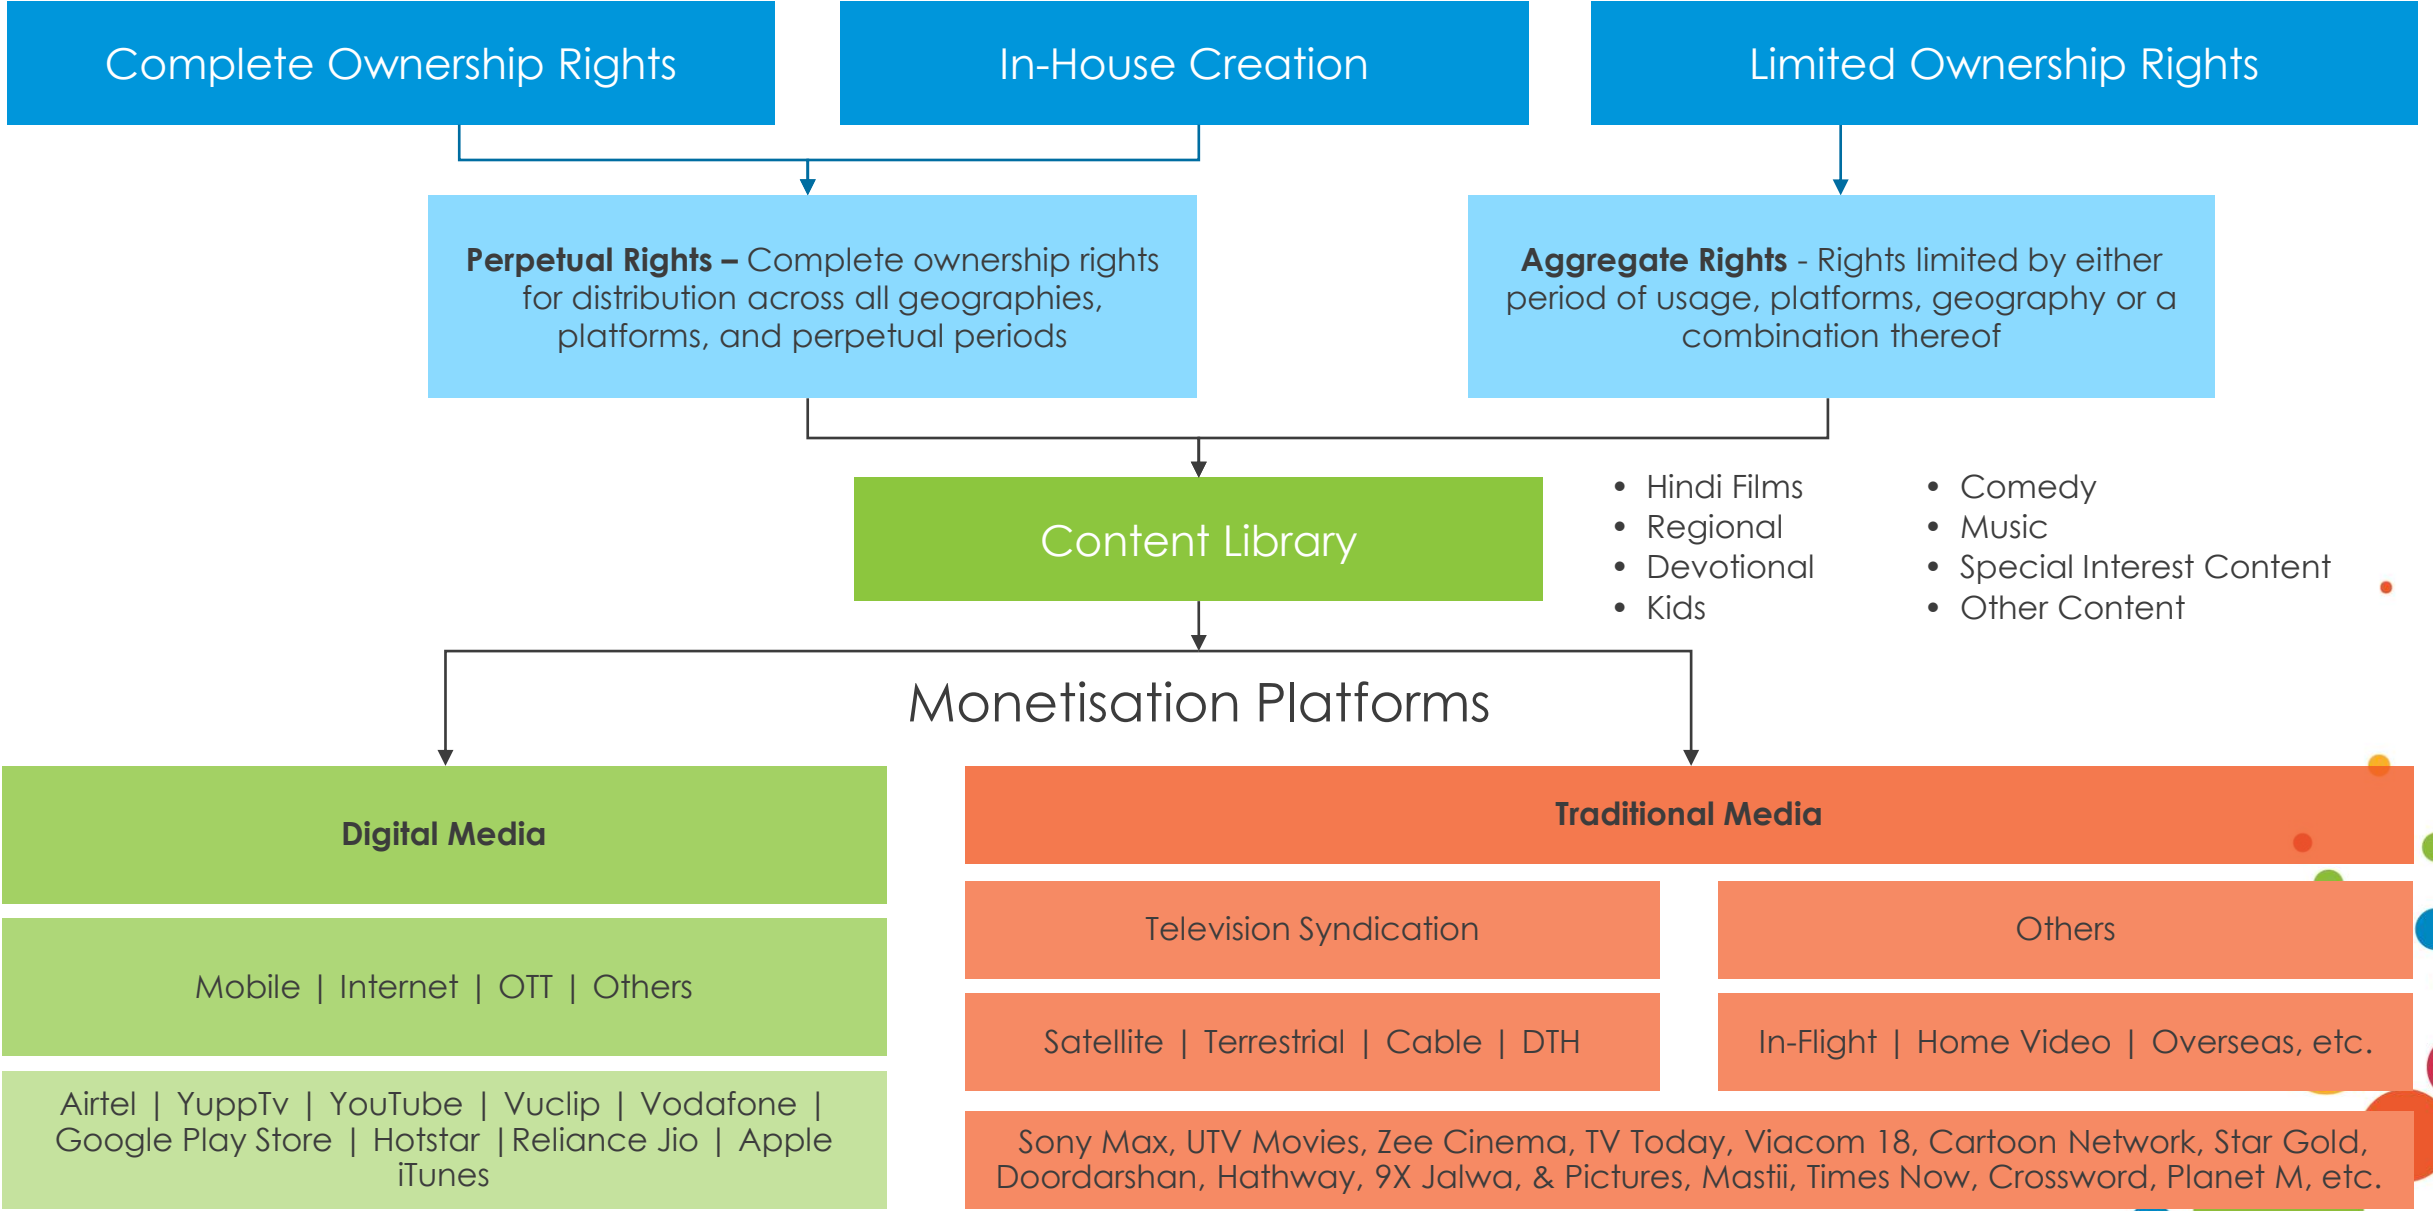 Complete Ownership Rights
In-House Creation
Limited Ownership Rights
Perpetual Rights – Complete ownership rights
for distribution across all geographies,
platforms, and perpetual periods
Aggregate Rights - Rights limited by either
period of usage, platforms, geography or a
combination thereof
Content Library
• Hindi Films
• Regional
• Devotional
• Kids
• Comedy
• Music
• Special Interest Content
• Other Content
Monetisation Platforms
Digital Media
Mobile | Internet | OTT | Others
Airtel | YuppTv | YouTube | Vuclip | Vodafone |
Google Play Store | Hotstar |Reliance Jio | Apple
iTunes
Traditional Media
Television Syndication
Others
Satellite | Terrestrial | Cable | DTH
In-Flight | Home Video | Overseas, etc.
Sony Max, UTV Movies, Zee Cinema, TV Today, Viacom 18, Cartoon Network, Star Gold,
Doordarshan, Hathway, 9X Jalwa, & Pictures, Mastii, Times Now, Crossword, Planet M, etc.